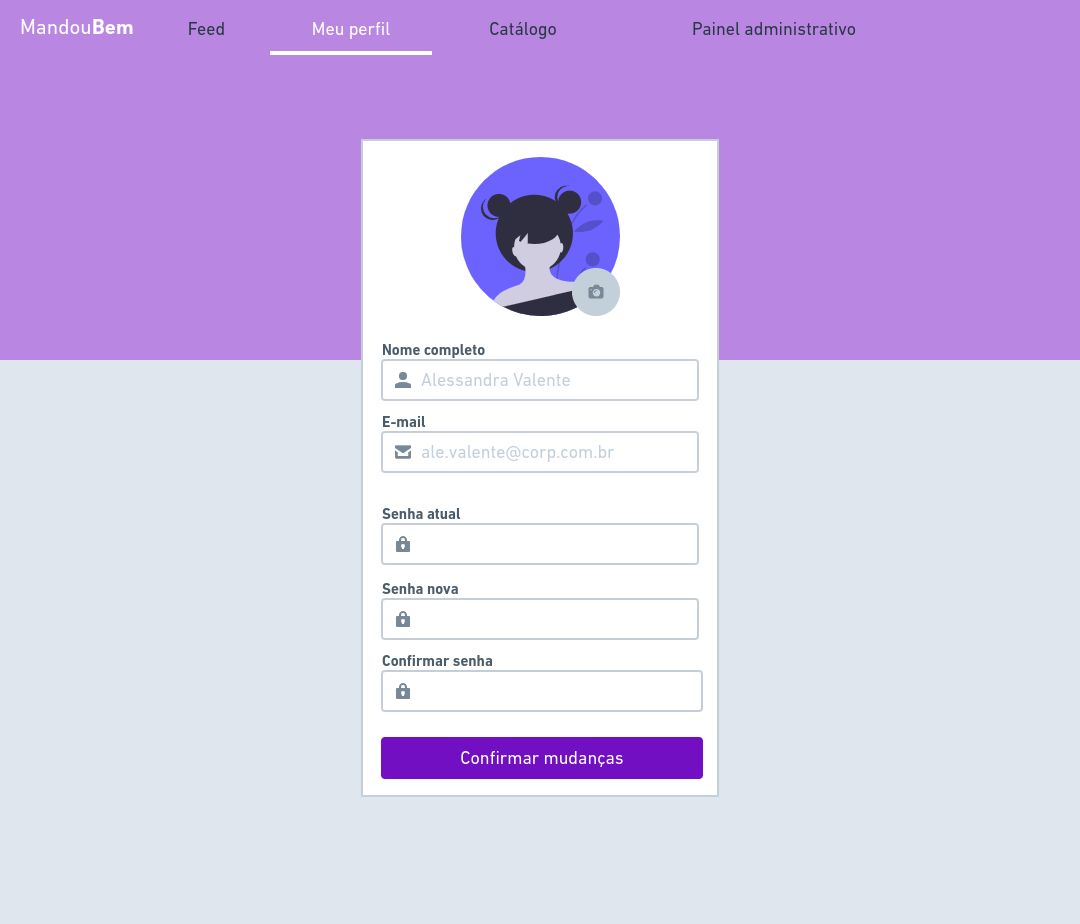 MandouBem Feed Meu perfil Catálogo Painel administrativo
Nome completo
Alessandra Valente
E-mail
ale.valente@corp.com.br
Senha atual
Senha nova
Confirmar senha
Confirmar mudanças